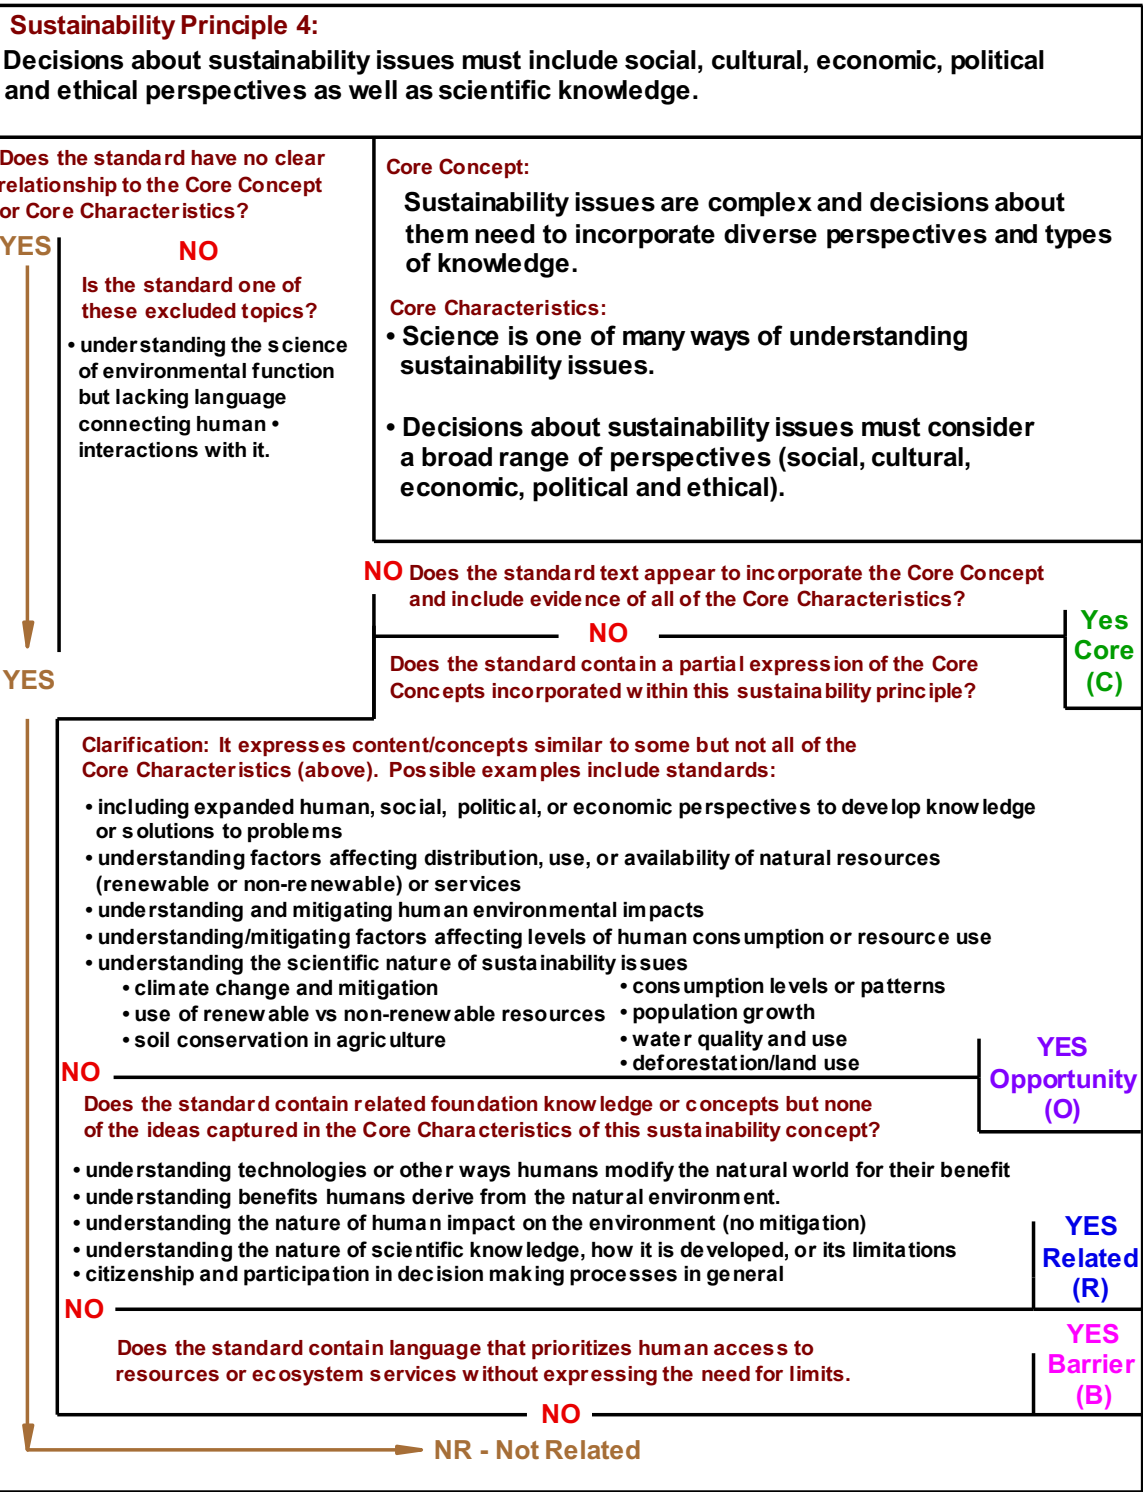 Sustainability Principle 4:
Decisions about sustainability issues must include social, cultural, economic, political
and ethical perspectives as well as scientific knowledge.
Does the standard have no clear
relationship to the Core Concept
or Core Characteristics?
YES
NO
Is the standard one of
these excluded topics?
• understanding the science
of environmental function
but lacking language
connecting human •
interactions with it.
Core Concept:
Sustainability issues are complex and decisions about
them need to incorporate diverse perspectives and types
of knowledge.
Core Characteristics:
• Science is one of many ways of understanding
sustainability issues.
• Decisions about sustainability issues must consider
a broad range of perspectives (social, cultural,
economic, political and ethical).
NO Does the standard text appear to incorporate the Core Concept
and include evidence of all of the Core Characteristics?
NO
Yes
Core
(C)
Does the standard contain a partial expression of the Core
Concepts incorporated within this sustainability principle?
YES
Clarification: It expresses content/concepts similar to some but not all of the
Core Characteristics (above). Possible examples include standards:
• including expanded human, social, political, or economic perspectives to develop knowledge
or solutions to problems
• understanding factors affecting distribution, use, or availability of natural resources
(renewable or non-renewable) or services
• understanding and mitigating human environmental impacts
• understanding/mitigating factors affecting levels of human consumption or resource use
• understanding the scientific nature of sustainability issues
• climate change and mitigation
• use of renewable vs non-renewable resources
• soil conservation in agriculture
• consumption levels or patterns
• population growth
• water quality and use
• deforestation/land use
YES
Opportunity
(O)
NO
Does the standard contain related foundation knowledge or concepts but none
of the ideas captured in the Core Characteristics of this sustainability concept?
• understanding technologies or other ways humans modify the natural world for their benefit
• understanding benefits humans derive from the natural environment.
• understanding the nature of human impact on the environment (no mitigation)
• understanding the nature of scientific knowledge, how it is developed, or its limitations
• citizenship and participation in decision making processes in general
YES
Related
(R)
NO
Does the standard contain language that prioritizes human access to
resources or ecosystem services without expressing the need for limits.
YES
Barrier
(B)
NO
NR - Not Related